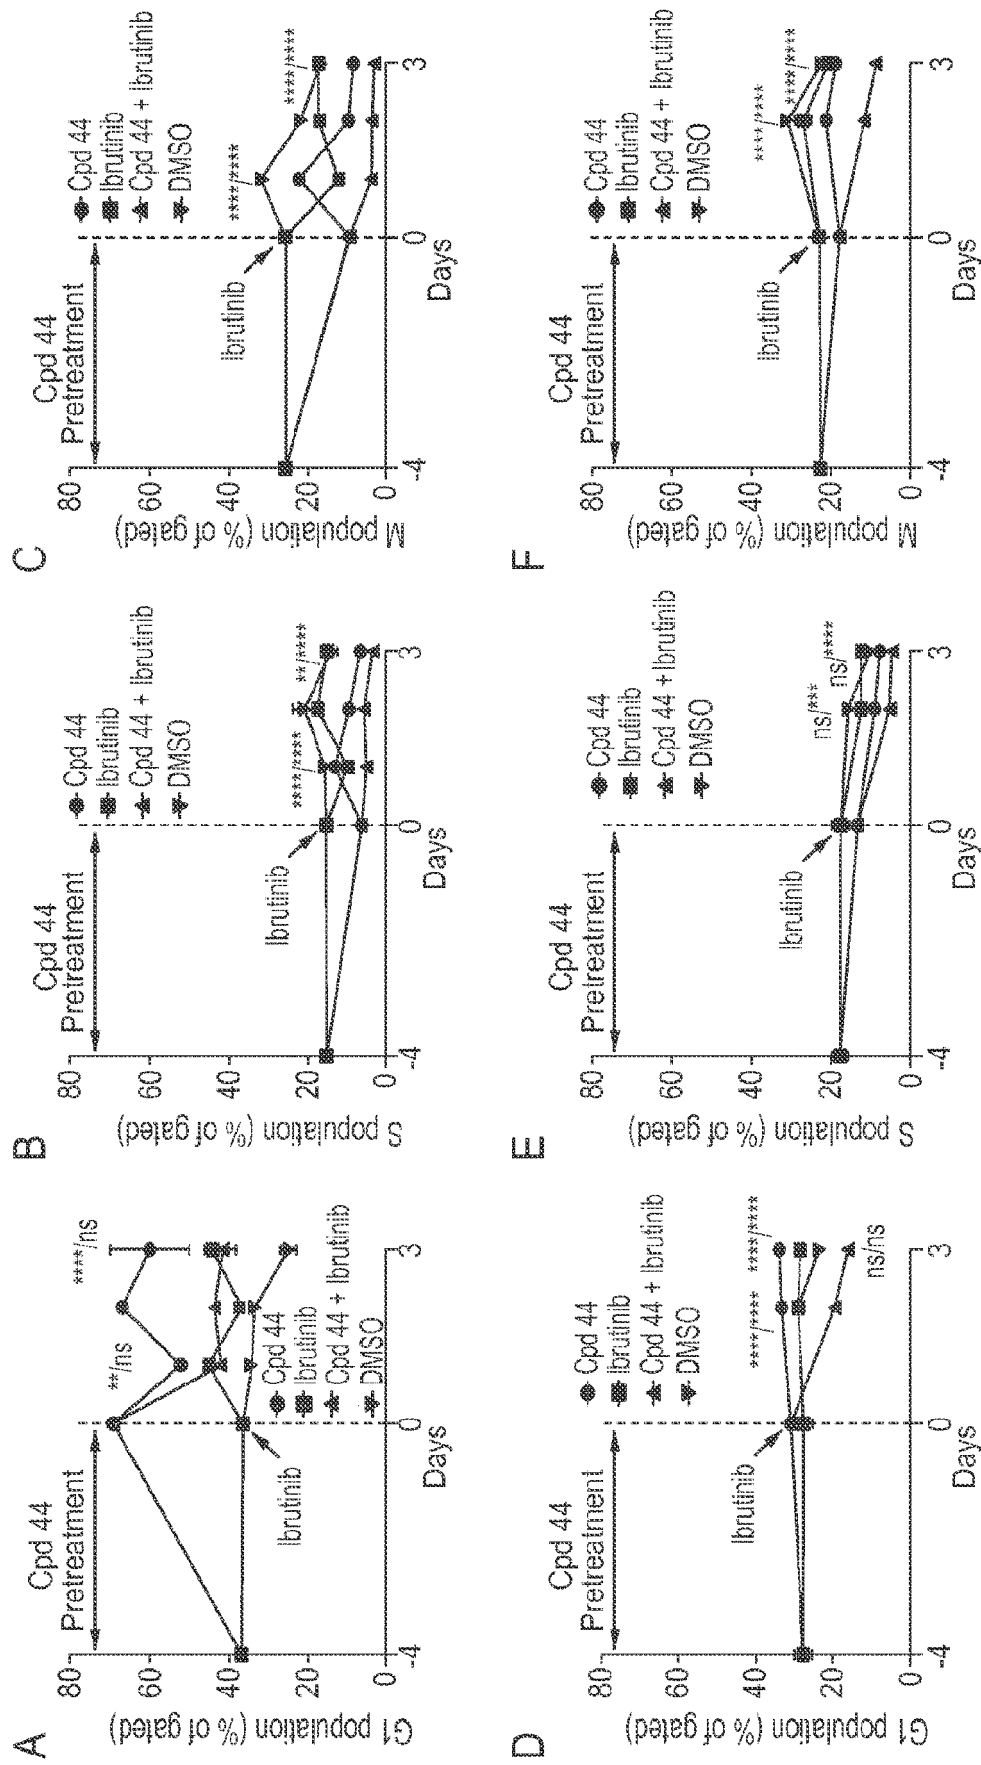 A
Cpd 44
Pretreatment
G1 population (% of gated)
80
60
40
20
0
-4
0
3
Days
Ibrutinib
**/ns
****/ns
Cpd 44
Ibrutinib
Cpd 44 + Ibrutinib
DMSO
B
Cpd 44
Pretreatment
S population (% of gated)
80
60
40
20
0
-4
0
3
Days
Ibrutinib
****/****
**/****
Cpd 44
Ibrutinib
Cpd 44 + Ibrutinib
DMSO
C
Cpd 44
Pretreatment
M population (% of gated)
80
60
40
20
0
-4
0
3
Days
Ibrutinib
****/****
****/****
Cpd 44
Ibrutinib
Cpd 44 + Ibrutinib
DMSO
D
Cpd 44
Pretreatment
G1 population (% of gated)
80
60
40
20
0
-4
0
3
Days
Ibrutinib
****/****
****/****
ns/ns
Cpd 44
Ibrutinib
Cpd 44 + Ibrutinib
DMSO
E
Cpd 44
Pretreatment
S population (% of gated)
80
60
40
20
0
-4
0
3
Days
Ibrutinib
ns/***
ns/****
Cpd 44
Ibrutinib
Cpd 44 +Ibrutinib
DMSO
F
Cpd 44
Pretreatment
M population (% of gated)
80
60
40
20
0
-4
0
3
Days
Ibrutinib
****/****
****/****
Cpd 44
Ibrutinib
Cpd 44 + Ibrutinib
DMSO